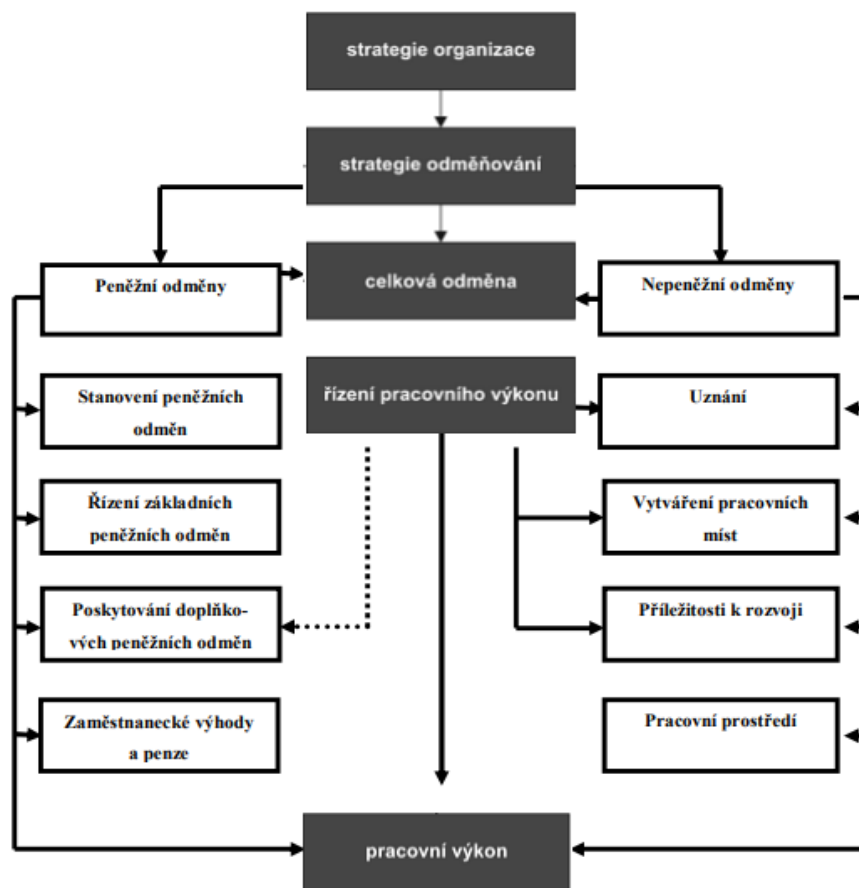 strategie organizace
strategie odměňování
Peněžní odměny
celková odměna
Nepeněžní odměny
Stanovení peněžních
odměn
řízení pracovního výkonu
Uznání
Řízení základních
peněžních odměn
Vytváření pracovních
míst
Poskytování doplňko-
vých peněžních odměn
Příležitosti k rozvoji
Zaměstnanecké výhody
a penze
Pracovní prostředí
pracovní výkon